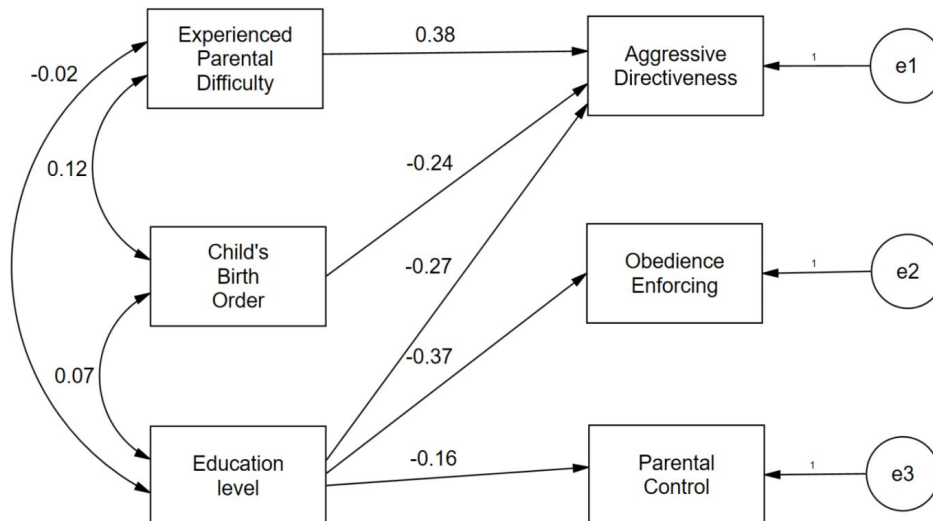 Experienced
Parental
Difficulty
0.38
Aggressive
Directiveness
1
e1
-0.02
0.12
-0.24
Child's
Birth
Order
-0.27
Obedience
Enforcing
1
e2
0.07
-0.37
Education
level
-0.16
Parental
Control
1
e3